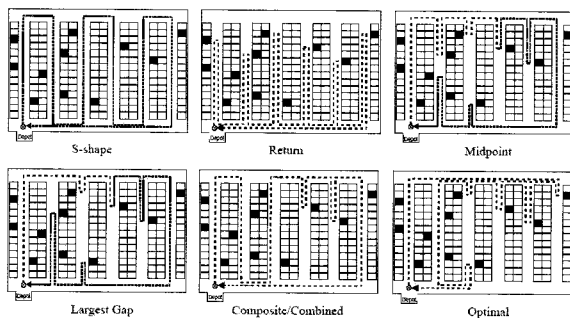 Depot
Depot
Depot
S-shape
Return
Midpoint
Depot
Depot
Depot
Largest Gap
Composite/Combined
Optimal